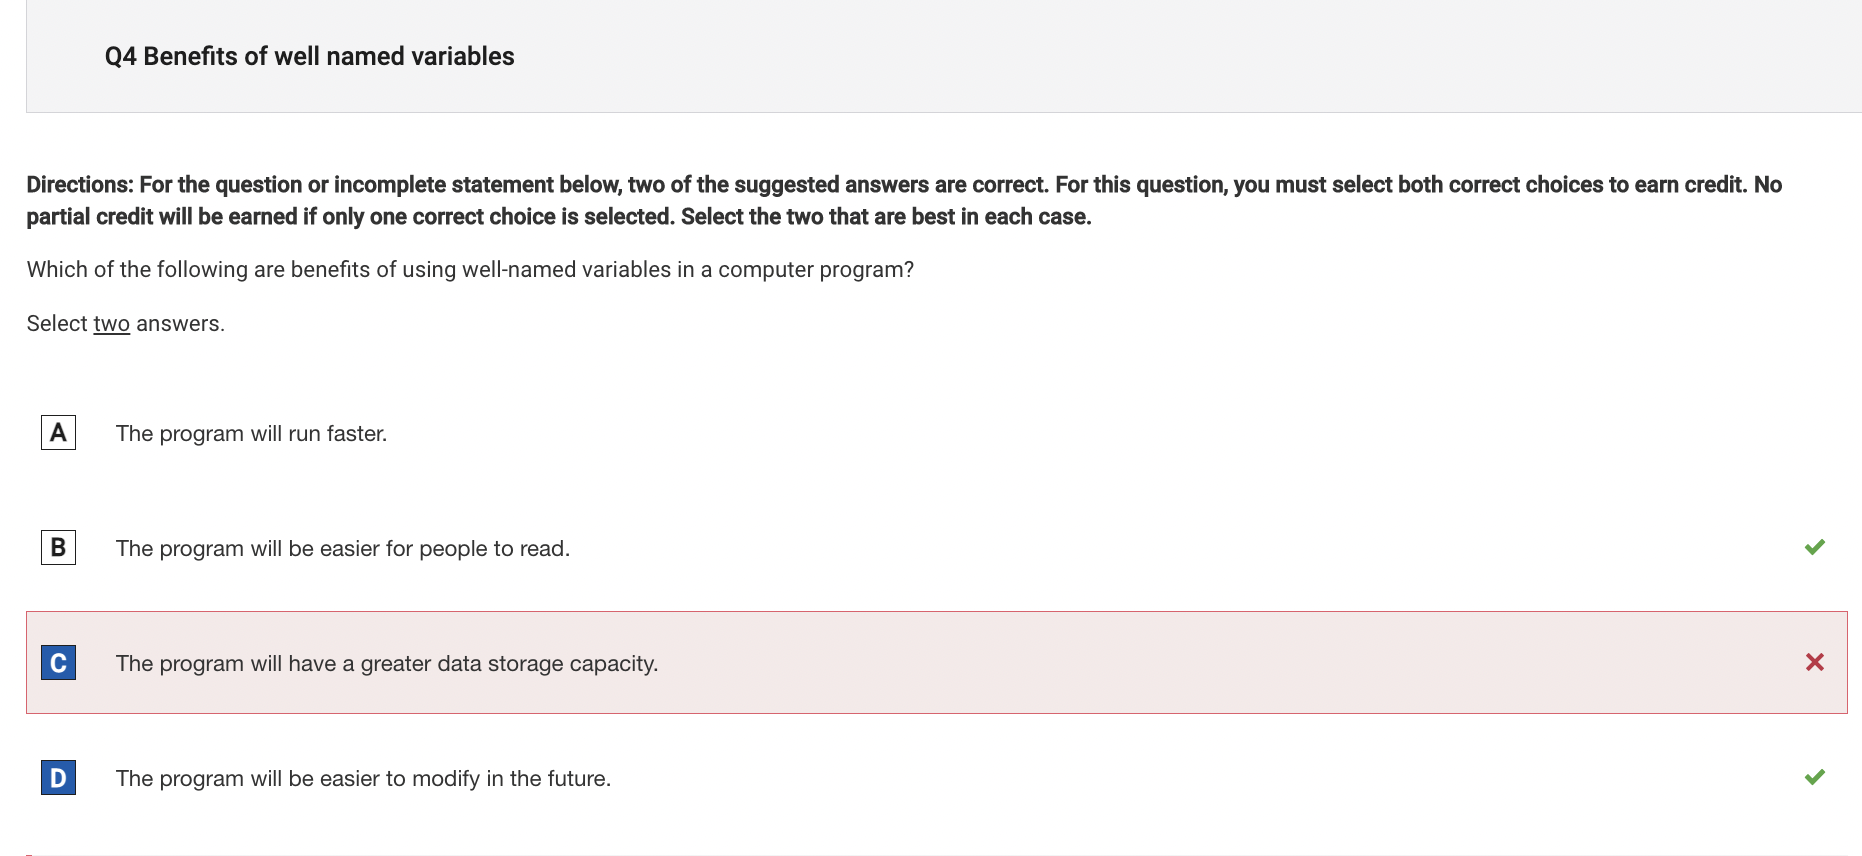 Q4 Benefits of well named variables
Directions: For the question or incomplete statement below, two of the suggested answers are correct. For this question, you must select both correct choices to earn credit. No
partial credit will be earned if only one correct choice is selected. Select the two that are best in each case.
Which of the following are benefits of using well-named variables in a computer program?
Select two answers.
A The program will run faster.
B The program will be easier for people to read.
C The program will have a greater data storage capacity.
D The program will be easier to modify in the future.